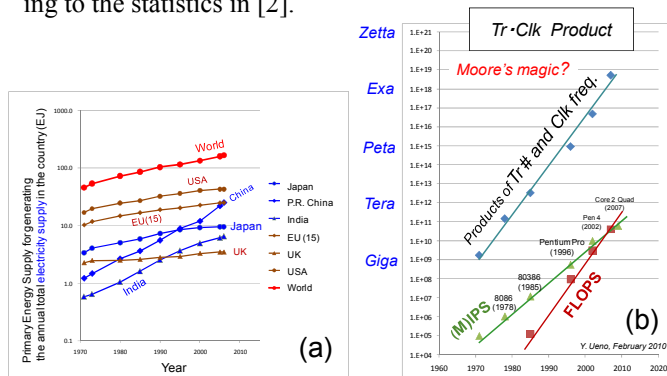 ing to the statistics in [2].
Primary Energy Supply for generating
the annual total electricity supply in the country (EJ)
1000.0
100.0
10.0
1.0
0.1
1970
1980
1990
2000
2010
Year
World
USA
China
EU(15)
Japan
UK
India
Japan
P.R. China
India
EU (15)
UK
USA
World
(a)
Tr・Clk Product
Moore's magic?
Zetta
Exa
Peta
Tera
Giga
1.E+21
1.E+20
1.E+19
1.E+18
1.E+17
1.E+16
1.E+15
1.E+14
1.E+13
1.E+12
1.E+11
1.E+10
1.E+09
1.E+08
1.E+07
1.E+06
1.E+05
1.E+04
1960
1970
1980
1990
2000
2010
2020
Products of Tr # and Clk freq.
Core 2 Quad
(2007)
Pen 4
(2002)
Pentium Pro
(1996)
80386
(1985)
8086
(1978)
(M)IPS
FLOPS
(b)
Y. Ueno, February 2010